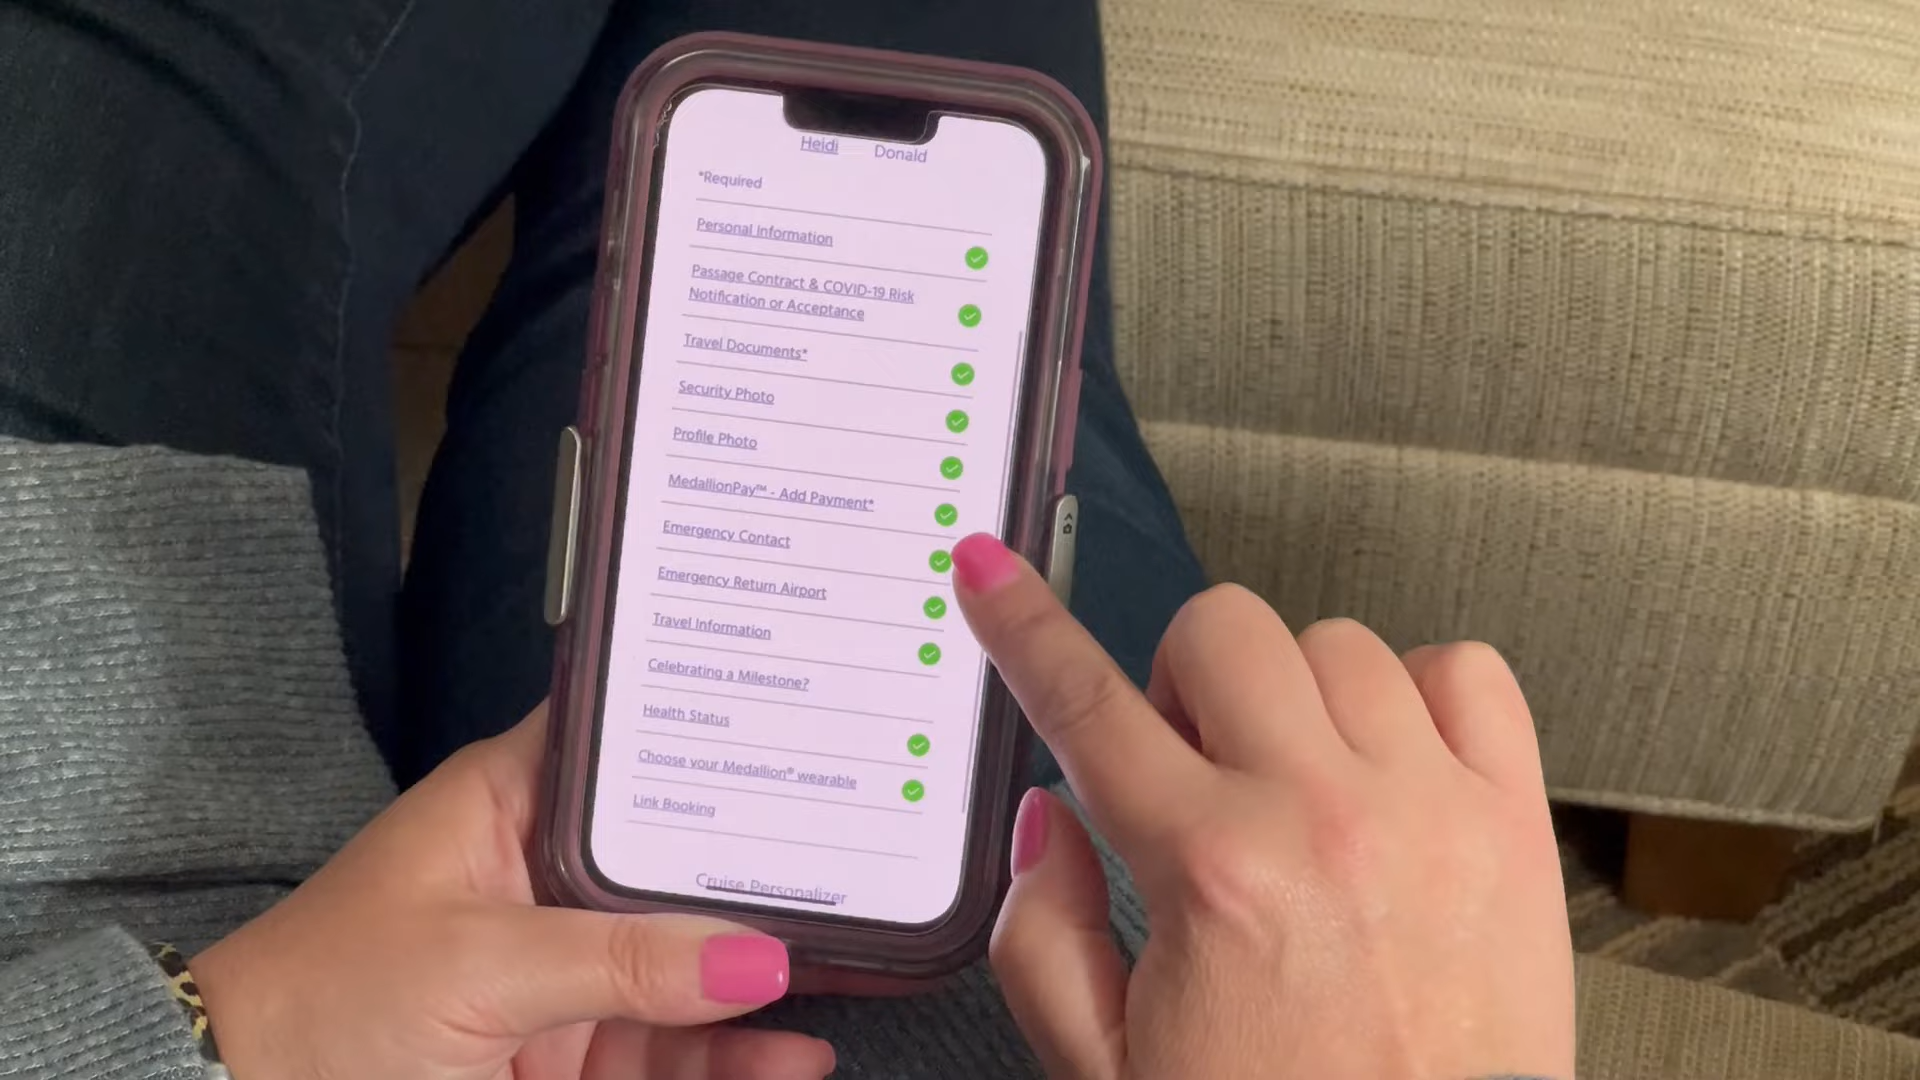 Heidi Donald
*Required
Personal Information
Passage Contract & COVID-19 Risk
Notification or Acceptance
Travel Documents*
Security Photo
Profile Photo
MedallionPay™ - Add Payment*
Emergency Contact
Emergency Return Airport
Travel Information
Celebrating a Milestone?
Health Status
Choose your Medallion® wearable
Link Booking
Cruise Personalizer